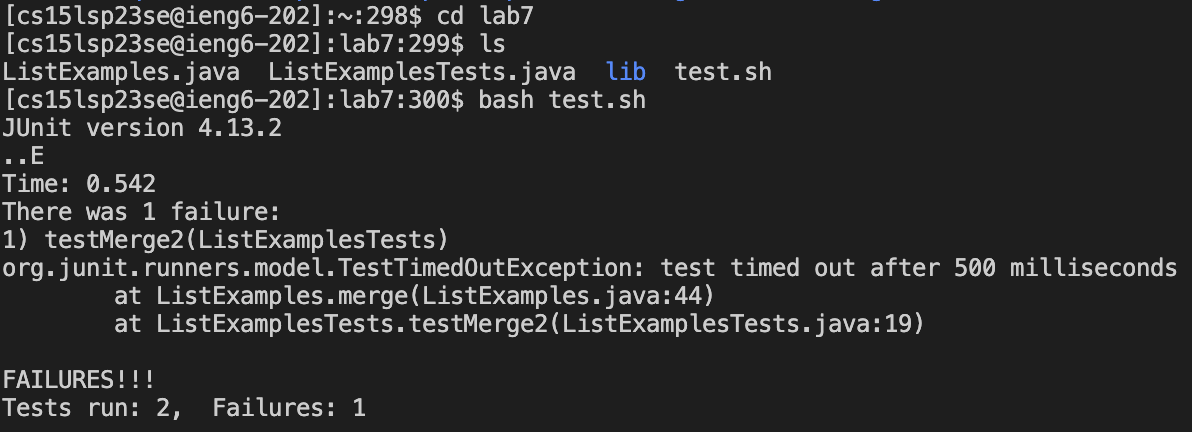 [cs15lsp23se@ieng6-202]:~:298$ cd lab7
[cs15lsp23se@ieng6-202]:lab7:299$ ls
ListExamples.java  ListExamplesTests.java  lib  test.sh
[cs15lsp23se@ieng6-202]:lab7:300$ bash test.sh
JUnit version 4.13.2
..E
Time: 0.542
There was 1 failure:
1) testMerge2(ListExamplesTests)
org.junit.runners.model.TestTimedOutException: test timed out after 500 milliseconds
        at ListExamples.merge(ListExamples.java:44)
        at ListExamplesTests.testMerge2(ListExamplesTests.java:19)

FAILURES!!!
Tests run: 2,  Failures: 1